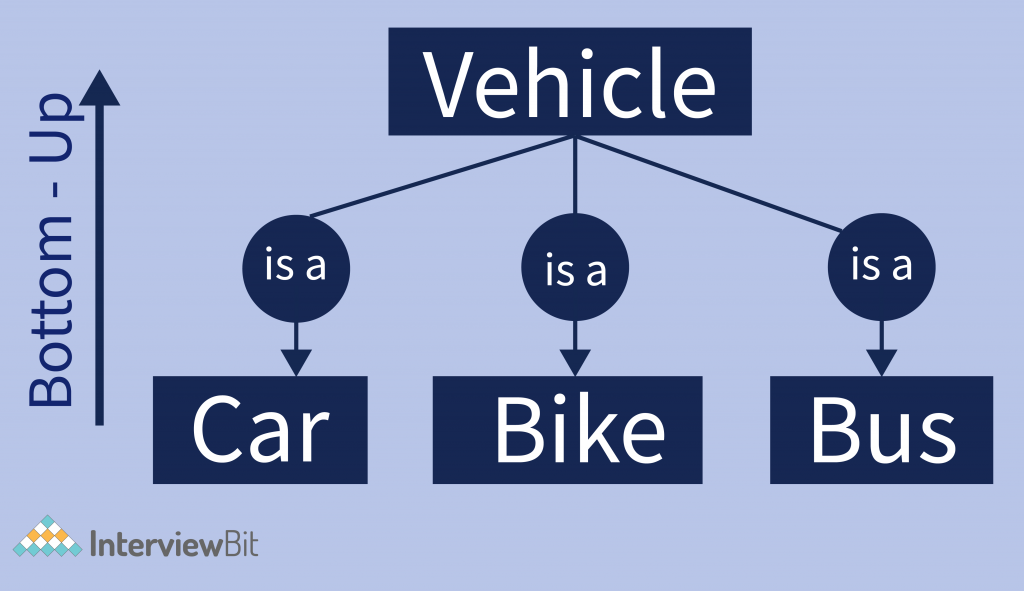 Vehicle
Bottom - Up
is a
is a
is a
Car
Bike
Bus
InterviewBit